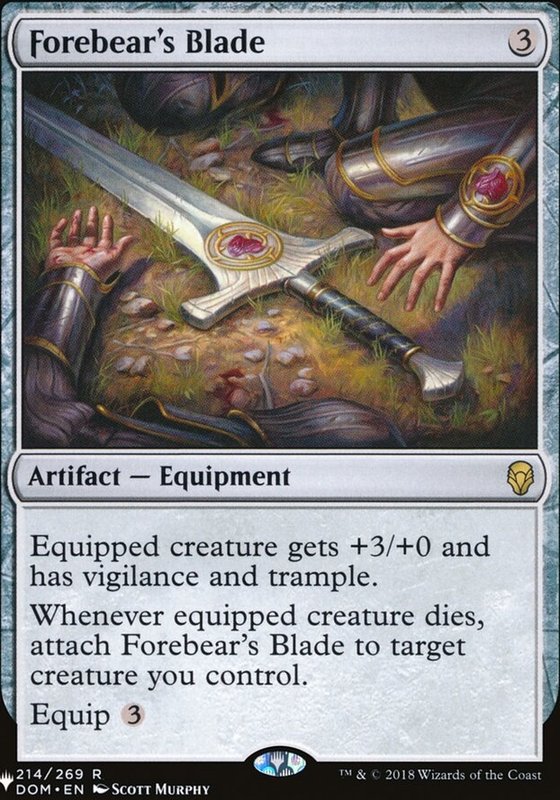 Forebear's Blade 3
Artifact — Equipment
Equipped creature gets +3/+0 and
has vigilance and trample.
Whenever equipped creature dies,
attach Forebear's Blade to target
creature you control.
Equip 3
214/269 R
DOM • EN Scott Murphy
™ & © 2018 Wizards of the Coast